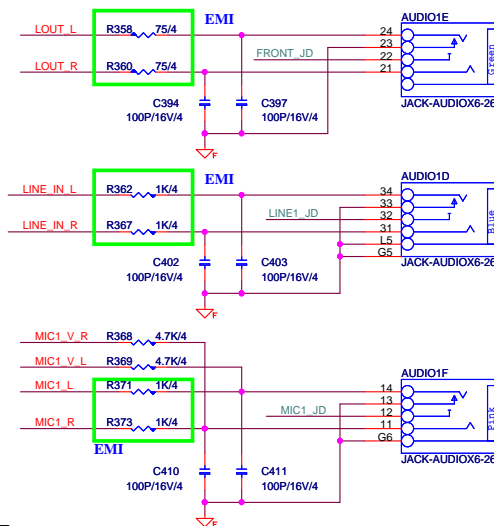 EMI
AUDIO1E
LOUT_L R358 75/4 24
23
FRONT_JD 22
LOUT_R R360 75/4 21
Green
C394 C397
100P/16V/4 100P/16V/4
JACK-AUDIOX6-26
F
EMI
AUDIO1D
LINE_IN_L R362 1K/4 34
33
LINE1_JD 32
LINE_IN_R R367 1K/4 31
L5
G5
Blue
C402 C403
100P/16V/4 100P/16V/4
JACK-AUDIOX6-26
F
MIC1_V_R R368 4.7K/4
MIC1_V_L R369 4.7K/4
AUDIO1F
MIC1_L R371 1K/4 14
13
MIC1_JD 12
MIC1_R R373 1K/4 11
G6
Pink
EMI
C410 C411
100P/16V/4 100P/16V/4
JACK-AUDIOX6-26
F